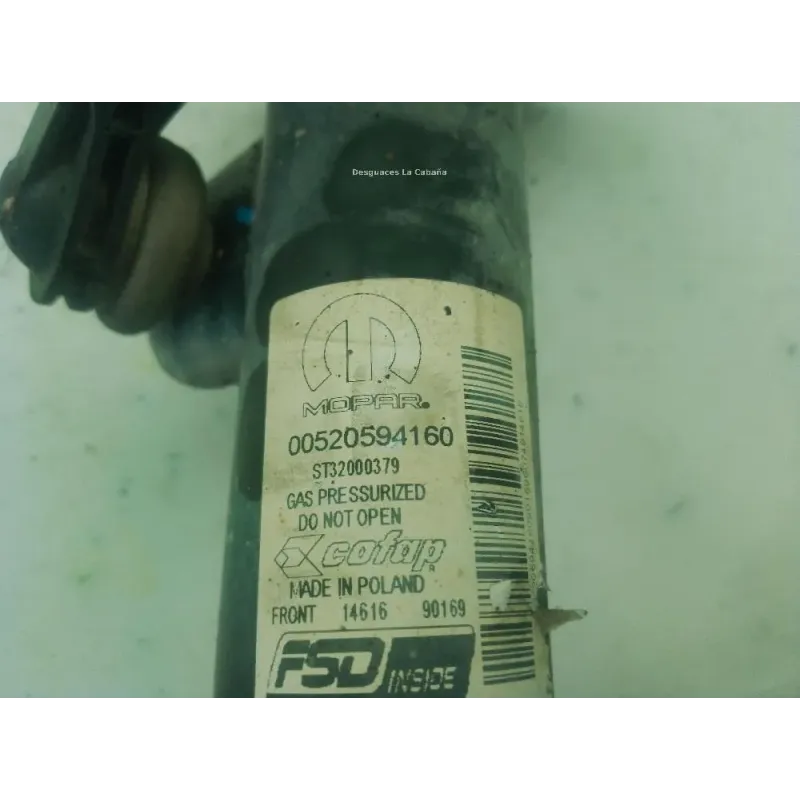 Desguaces La Cabaña
MOPAR®
00520594160
ST32000379
GAS PRESSURIZED
DO NOT OPEN
cofap
MADE IN POLAND
FRONT 14616 90169
FSD INSIDE